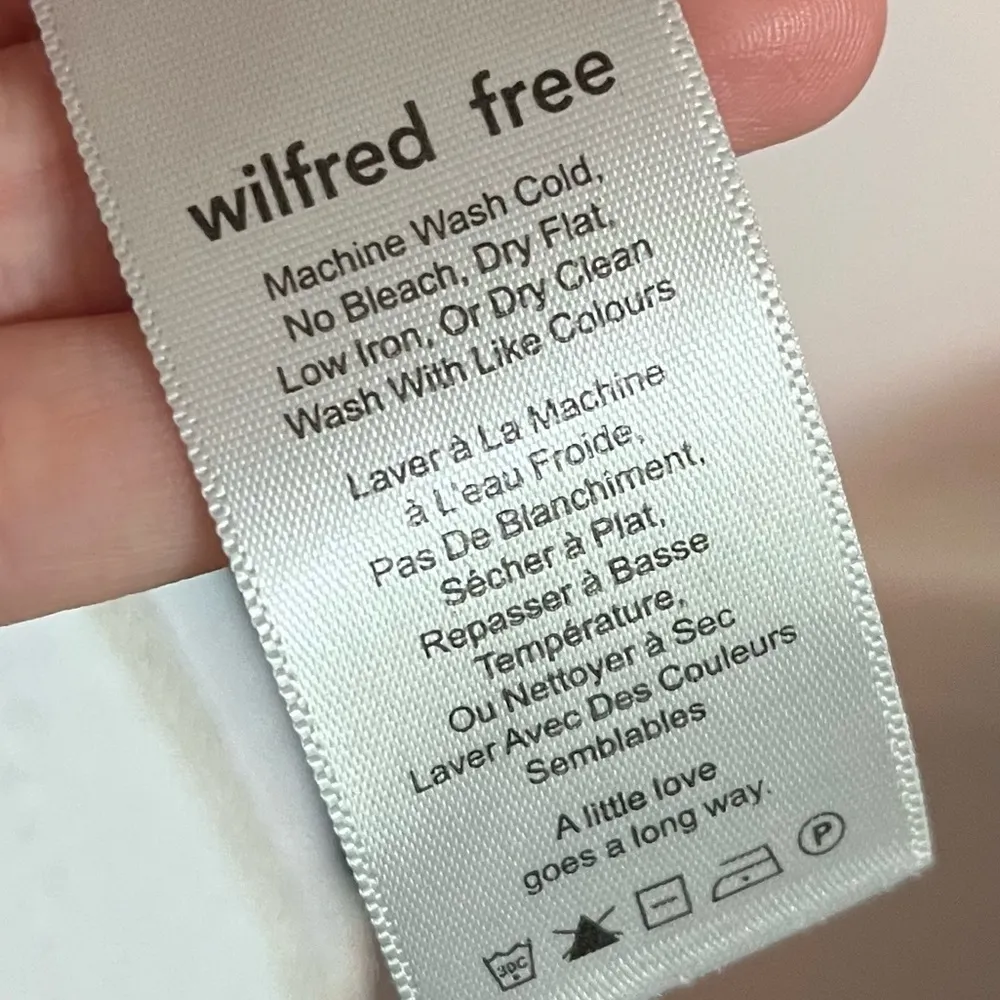 wilfred free
Machine Wash Cold,
No Bleach, Dry Flat,
Low Iron, Or Dry Clean
Wash With Like Colours
Laver à La Machine
à L'eau Froide,
Pas De Blanchiment,
Sécher à Plat,
Repasser à Basse
Température,
Ou Nettoyer à Sec
Laver Avec Des Couleurs
Semblables
A little love
goes a long way.
30C P